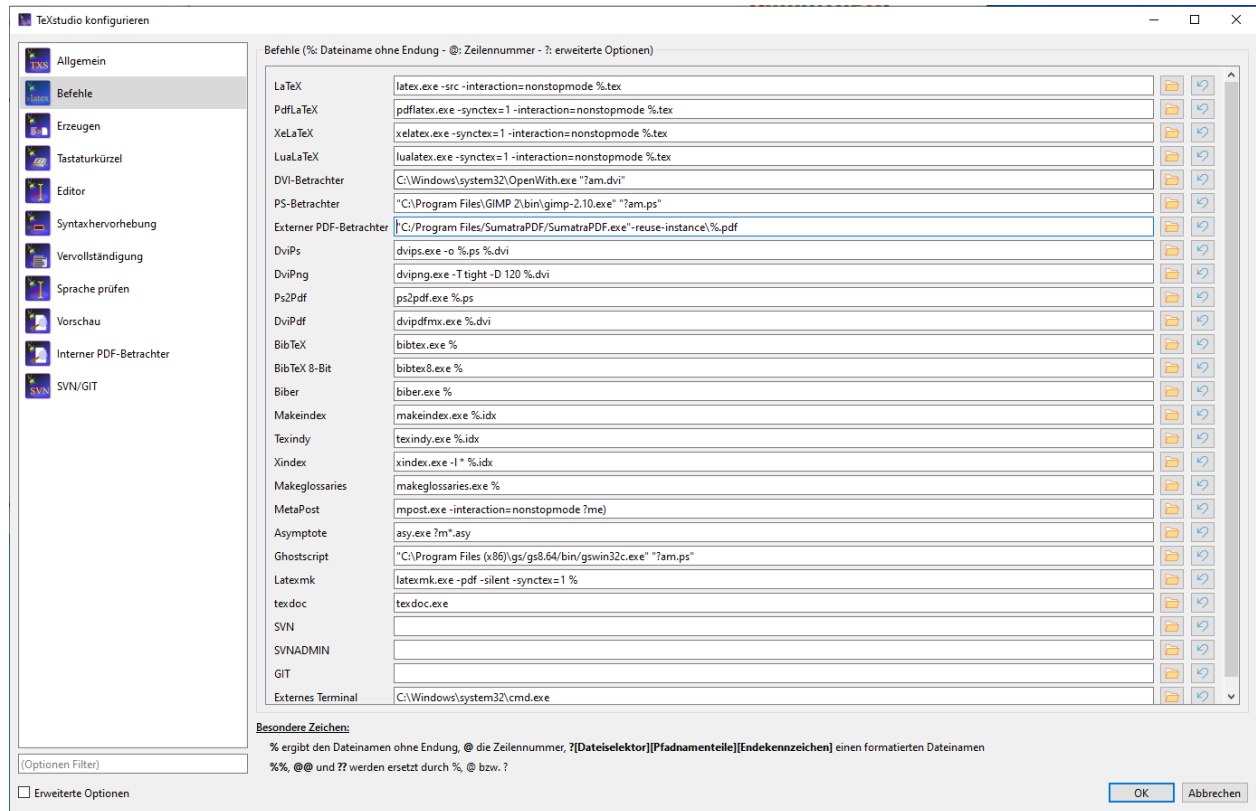 TeXstudio konfigurieren
Allgemein
Befehle
Erzeugen
Tastaturkürzel
Editor
Syntaxhervorhebung
Vervollständigung
Sprache prüfen
Vorschau
Interner PDF-Betrachter
SVN/GIT
(Optionen Filter)
Erweiterte Optionen
Befehle (%: Dateiname ohne Endung - @: Zeilennummer - ?: erweiterte Optionen)
LaTeX latex.exe -src -interaction=nonstopmode %.tex
PdfLaTeX pdflatex.exe -synctex=1 -interaction=nonstopmode %.tex
XeLaTeX xelatex.exe -synctex=1 -interaction=nonstopmode %.tex
LuaLaTeX lualatex.exe -synctex=1 -interaction=nonstopmode %.tex
DVI-Betrachter C:\Windows\system32\OpenWith.exe "?am.dvi"
PS-Betrachter "C:\Program Files\GIMP 2\bin\gimp-2.10.exe" "?am.ps"
Externer PDF-Betrachter "C:/Program Files/SumatraPDF/SumatraPDF.exe"-reuse-instance\%.pdf
DviPs dvips.exe -o %.ps %.dvi
DviPng dvipng.exe -T tight -D 120 %.dvi
Ps2Pdf ps2pdf.exe %.ps
DviPdf dvipdfmx.exe %.dvi
BibTeX bibtex.exe %
BibTeX 8-Bit bibtex8.exe %
Biber biber.exe %
Makeindex makeindex.exe %.idx
Texindy texindy.exe %.idx
Xindex xindex.exe -l * %.idx
Makeglossaries makeglossaries.exe %
MetaPost mpost.exe -interaction=nonstopmode ?me)
Asymptote asy.exe ?m*.asy
Ghostscript "C:\Program Files (x86)\gs/gs8.64/bin/gswin32c.exe" "?am.ps"
Latexmk latexmk.exe -pdf -silent -synctex=1 %
texdoc texdoc.exe
SVN
SVNADMIN
GIT
Externes Terminal C:\Windows\system32\cmd.exe
Besondere Zeichen:
% ergibt den Dateinamen ohne Endung, @ die Zeilennummer, ?[Dateiselektor][Pfadnamenteile][Endekennzeichen] einen formatierten Dateinamen
%%, @@ und ?? werden ersetzt durch %, @ bzw. ?
OK Abbrechen